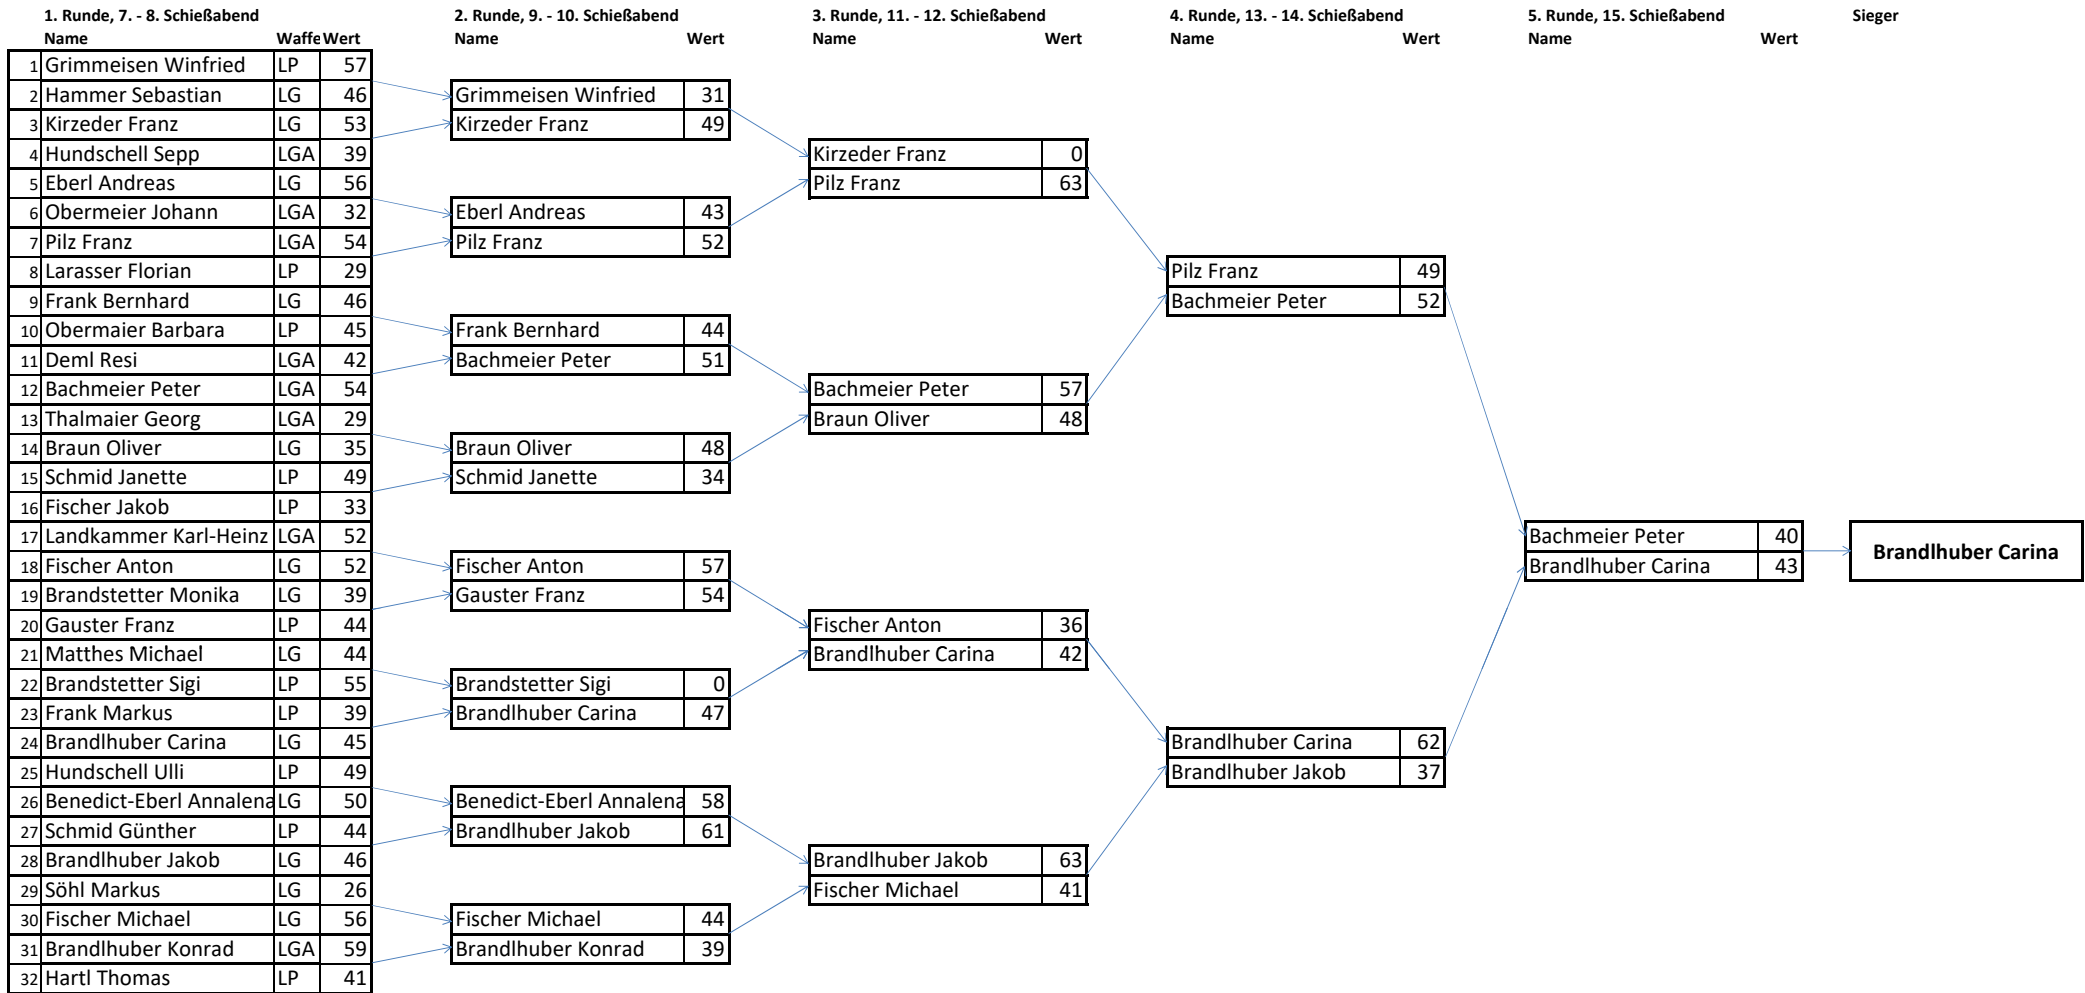 1. Runde, 7. - 8. Schießabend 2. Runde, 9. - 10. Schießabend 3. Runde, 11. - 12. Schießabend 4. Runde, 13. - 14. Schießabend 5. Runde, 15. Schießabend Sieger
Name Waffe Wert Name Wert Name Wert Name Wert Name Wert
1 Grimmeisen Winfried LP 57
2 Hammer Sebastian LG 46 Grimmeisen Winfried 31
3 Kirzeder Franz LG 53 Kirzeder Franz 49
4 Hundschell Sepp LGA 39 Kirzeder Franz 0
5 Eberl Andreas LG 56 Pilz Franz 63
6 Obermeier Johann LGA 32 Eberl Andreas 43
7 Pilz Franz LGA 54 Pilz Franz 52
8 Larasser Florian LP 29 Pilz Franz 49
9 Frank Bernhard LG 46 Bachmeier Peter 52
10 Obermaier Barbara LP 45 Frank Bernhard 44
11 Deml Resi LGA 42 Bachmeier Peter 51
12 Bachmeier Peter LGA 54 Bachmeier Peter 57
13 Thalmaier Georg LGA 29 Braun Oliver 48
14 Braun Oliver LG 35 Braun Oliver 48
15 Schmid Janette LP 49 Schmid Janette 34
16 Fischer Jakob LP 33
17 Landkammer Karl-Heinz LGA 52 Bachmeier Peter 40
Brandlhuber Carina
18 Fischer Anton LG 52 Fischer Anton 57 Brandlhuber Carina 43
19 Brandstetter Monika LG 39 Gauster Franz 54
20 Gauster Franz LP 44 Fischer Anton 36
21 Matthes Michael LG 44 Brandlhuber Carina 42
22 Brandstetter Sigi LP 55 Brandstetter Sigi 0
23 Frank Markus LP 39 Brandlhuber Carina 47
24 Brandlhuber Carina LG 45 Brandlhuber Carina 62
25 Hundschell Ulli LP 49 Brandlhuber Jakob 37
26 Benedict-Eberl Annalena LG 50 Benedict-Eberl Annalena 58
27 Schmid Günther LP 44 Brandlhuber Jakob 61
28 Brandlhuber Jakob LG 46 Brandlhuber Jakob 63
29 Söhl Markus LG 26 Fischer Michael 41
30 Fischer Michael LG 56 Fischer Michael 44
31 Brandlhuber Konrad LGA 59 Brandlhuber Konrad 39
32 Hartl Thomas LP 41